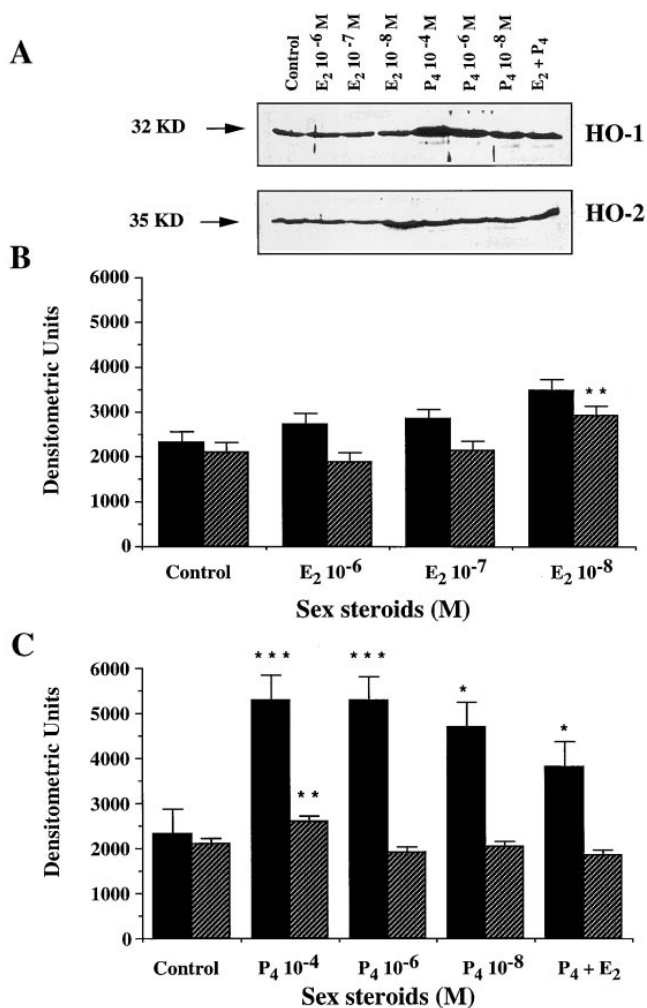 A
Control
E₂ 10⁻⁶ M
E₂ 10⁻⁷ M
E₂ 10⁻⁸ M
P₄ 10⁻⁴ M
P₄ 10⁻⁶ M
P₄ 10⁻⁸ M
E₂ + P₄
32 KD
HO-1
35 KD
HO-2
B
6000
5000
4000
3000
2000
1000
0
Densitometric Units
* *
Control E₂ 10⁻⁶ E₂ 10⁻⁷ E₂ 10⁻⁸
Sex steroids (M)
C
6000
5000
4000
3000
2000
1000
0
Densitometric Units
* * * * * * * *
* *
Control P₄ 10⁻⁴ P₄ 10⁻⁶ P₄ 10⁻⁸ P₄ + E₂
Sex steroids (M)